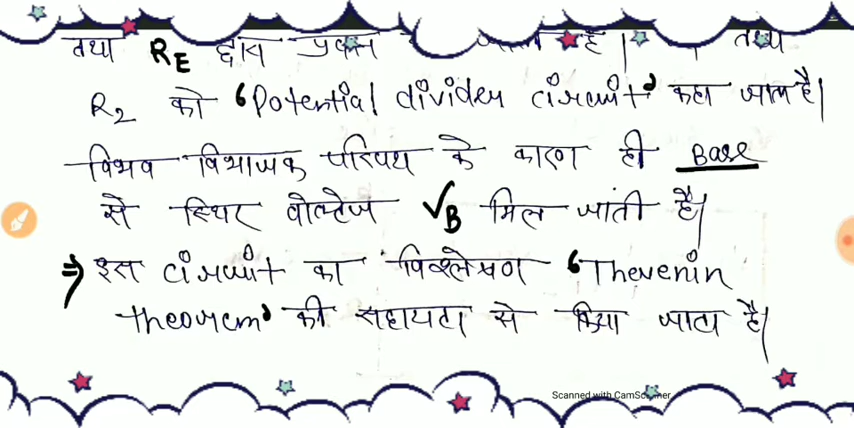 तथा RE द्वारा प्रदान है। तथा
R2 को 'Potential divider circuit' कहा जाता है।
विभव विभाजक परिपथ के कारण ही Base
से स्थिर वोल्टेज VB मिल जाती है।
⇒ इस circuit का विश्लेषण 'Thevenin
theorem' की सहायता से किया जाता है।
Scanned with CamScanner